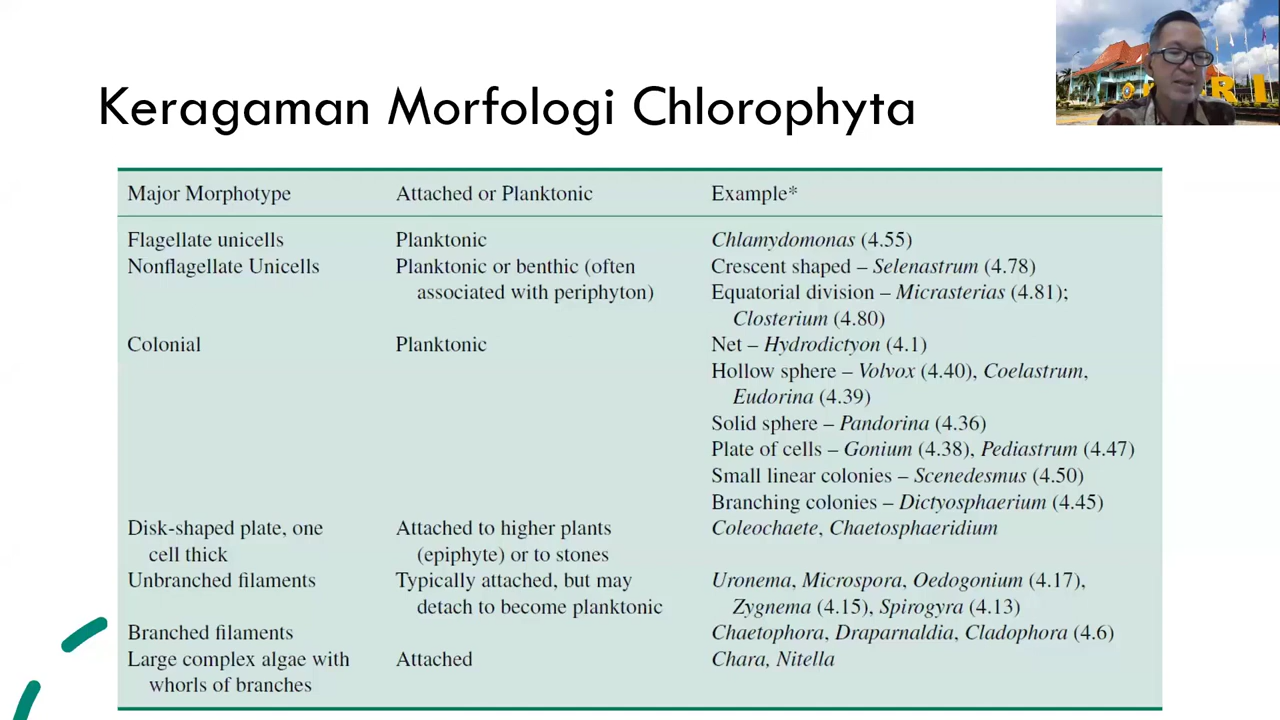 Keragaman Morfologi Chlorophyta
Major Morphotype Attached or Planktonic Example*
Flagellate unicells Planktonic Chlamydomonas (4.55)
Nonflagellate Unicells Planktonic or benthic (often Crescent shaped – Selenastrum (4.78)
associated with periphyton) Equatorial division – Micrasterias (4.81);
Closterium (4.80)
Colonial Planktonic Net – Hydrodictyon (4.1)
Hollow sphere – Volvox (4.40), Coelastrum,
Eudorina (4.39)
Solid sphere – Pandorina (4.36)
Plate of cells – Gonium (4.38), Pediastrum (4.47)
Small linear colonies – Scenedesmus (4.50)
Branching colonies – Dictyosphaerium (4.45)
Disk-shaped plate, one Attached to higher plants Coleochaete, Chaetosphaeridium
cell thick (epiphyte) or to stones
Unbranched filaments Typically attached, but may Uronema, Microspora, Oedogonium (4.17),
detach to become planktonic Zygnema (4.15), Spirogyra (4.13)
Branched filaments Chaetophora, Draparnaldia, Cladophora (4.6)
Large complex algae with Attached Chara, Nitella
whorls of branches